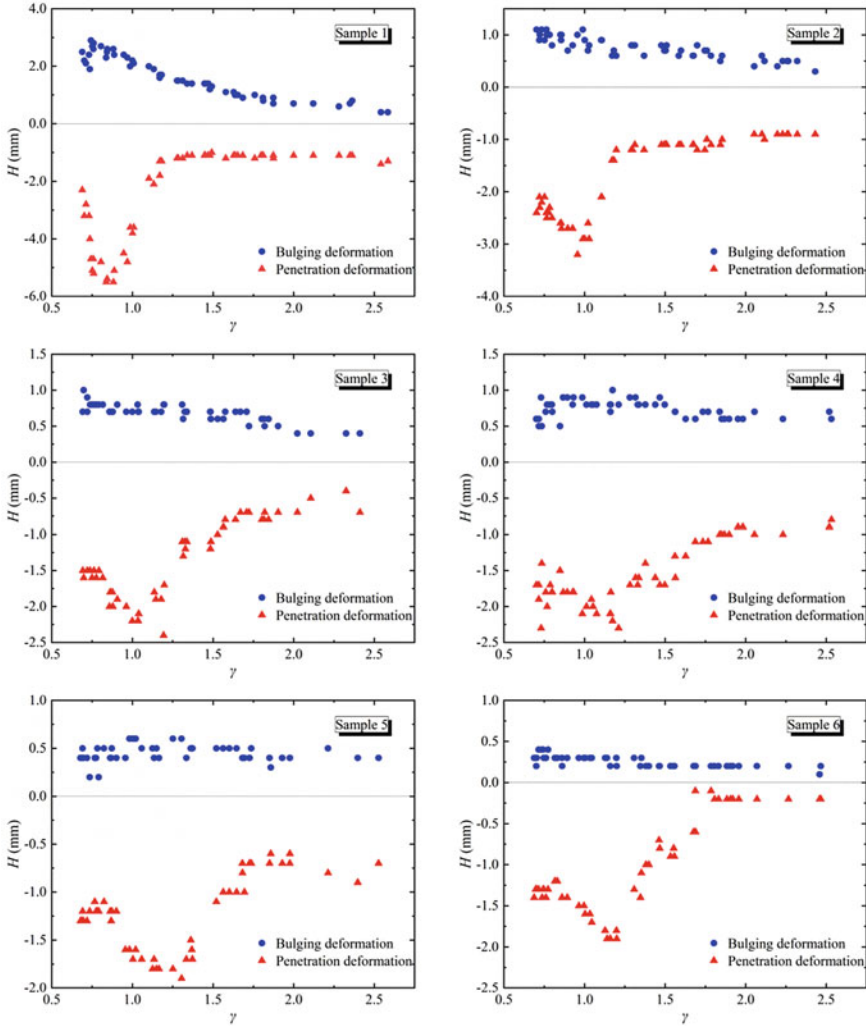 Sample 1
4.0
2.0
0.0
-2.0
-4.0
-6.0
H (mm)
Bulging deformation
Penetration deformation
0.5 1.0 1.5 2.0 2.5
γ
Sample 2
1.0
0.0
-1.0
-2.0
-3.0
-4.0
H (mm)
Bulging deformation
Penetration deformation
0.5 1.0 1.5 2.0 2.5
γ
Sample 3
1.5
1.0
0.5
0.0
-0.5
-1.0
-1.5
-2.0
-2.5
H (mm)
Bulging deformation
Penetration deformation
0.5 1.0 1.5 2.0 2.5
γ
Sample 4
1.5
1.0
0.5
0.0
-0.5
-1.0
-1.5
-2.0
-2.5
H (mm)
Bulging deformation
Penetration deformation
0.5 1.0 1.5 2.0 2.5
γ
Sample 5
1.0
0.5
0.0
-0.5
-1.0
-1.5
-2.0
H (mm)
Bulging deformation
Penetration deformation
0.5 1.0 1.5 2.0 2.5
γ
Sample 6
1.0
0.5
0.0
-0.5
-1.0
-1.5
-2.0
-2.5
H (mm)
Bulging deformation
Penetration deformation
0.5 1.0 1.5 2.0 2.5
γ